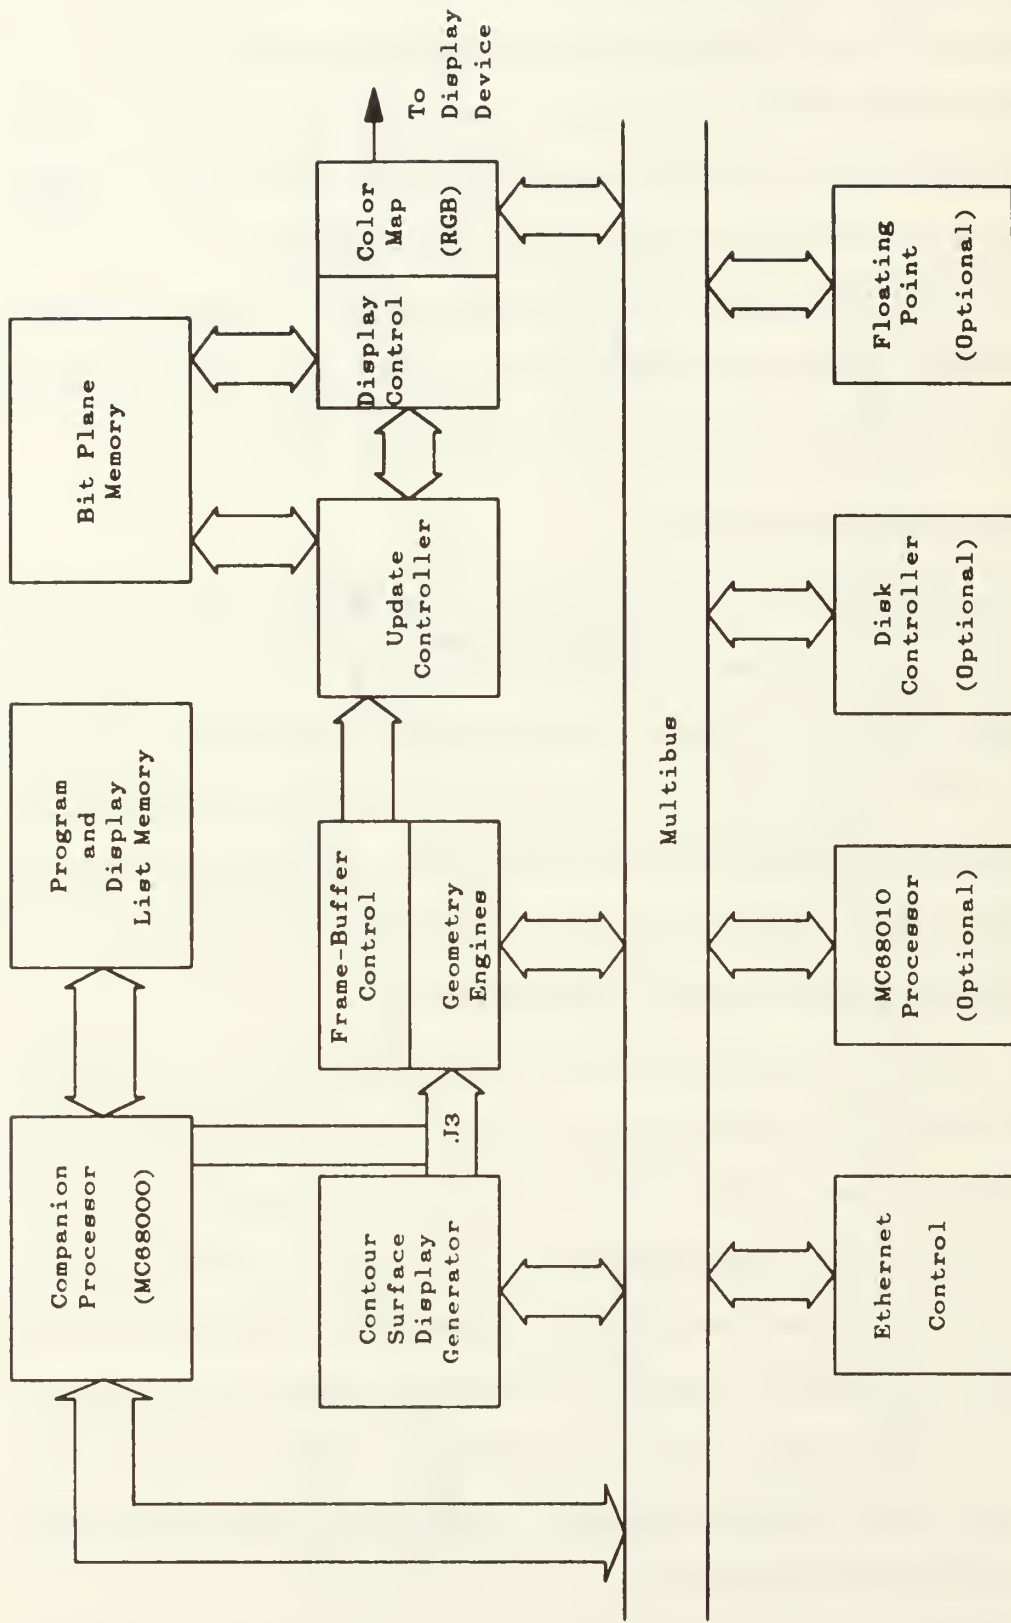 Companion
Processor
(MC68000)
Program
and
Display
List Memory
Bit Plane
Memory
Contour
Surface
Display
Generator
.J3
Frame-Buffer
Control
Geometry
Engines
Update
Controller
Display
Control
Color
Map
(RGB)
To
Display
Device
Multibus
Ethernet
Control
MC68010
Processor
(Optional)
Disk
Controller
(Optional)
Floating
Point
(Optional)